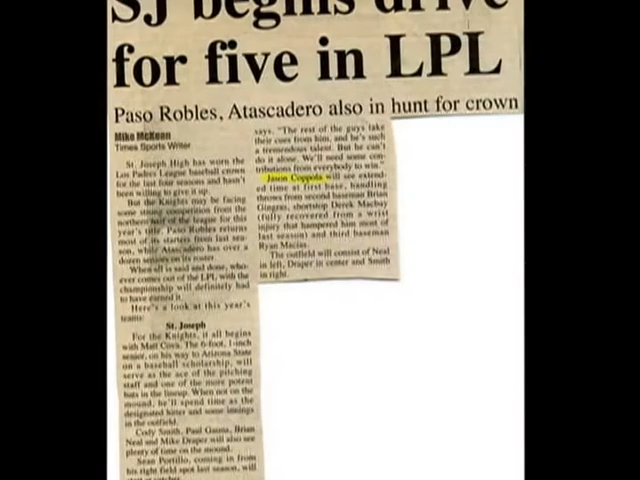 SJ begins drive
for five in LPL
Paso Robles, Atascadero also in hunt for crown
Mike McKean
Times Sports Writer
St. Joseph High has won the
Los Padres League baseball crown
for the last four seasons and hasn't
been willing to give it up.
But the Knights may be facing
some strong competition from the
northern half of the league for this
year's title. Paso Robles returns
most of its starters from last sea-
son, while Atascadero has over a
dozen seniors on its roster.
When all is said and done, who-
ever comes out of the LPL with the
championship will definitely had
to have earned it.
Here's a look at this year's
teams:
St. Joseph
For the Knights, it all begins
with Matt Cova. The 6-foot, 1-inch
senior, on his way to Arizona State
on a baseball scholarship, will
serve as the ace of the pitching
staff and one of the more potent
bats in the lineup. When not on the
mound, he'll spend time as the
designated hitter and some innings
in the outfield.
Cody Smith, Paul Gauna, Brian
Neal and Mike Draper will also see
plenty of time on the mound.
Sean Portillo, coming in from
his right field spot last season, will
start at catcher
says. "The rest of the guys take
their cues from him, and he's such
a tremendous talent. But he can't
do it alone. We'll need some con-
tributions from everybody to win."
Jason Coppola will see extend-
ed time at first base, handling
throws from second baseman Brian
Gingras, shortstop Derek Macbay
(fully recovered from a wrist
injury that hampered him most of
last season) and third baseman
Ryan Macias.
The outfield will consist of Neal
in left, Draper in center and Smith
in right.